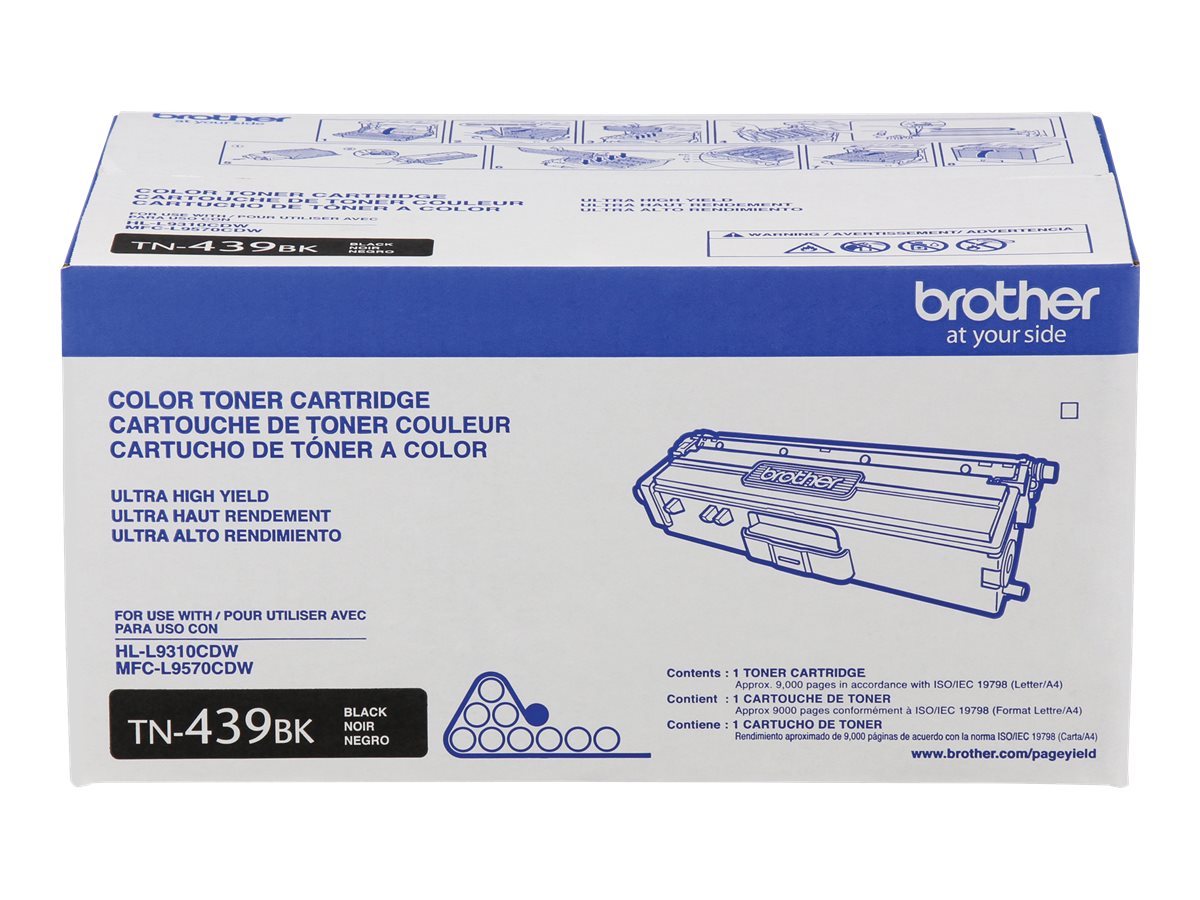 brother
at your side
COLOR TONER CARTRIDGE
CARTOUCHE DE TONER COULEUR
CARTUCHO DE TONER A COLOR
ULTRA HIGH YIELD
ULTRA HAUT RENDEMENT
ULTRA ALTO RENDIMIENTO
FOR USE WITH / POUR UTILISER AVEC
PARA USO CON
HL-L9310CDW
MFC-L9570CDW
TN-439BK
BLACK
NOIR
NEGRO
WARNING / AVERTISSEMENT / ADVERTENCIA
brother
at your side
COLOR TONER CARTRIDGE
CARTOUCHE DE TONER COULEUR
CARTUCHO DE TÓNER A COLOR
ULTRA HIGH YIELD
ULTRA HAUT RENDEMENT
ULTRA ALTO RENDIMIENTO
brother
FOR USE WITH / POUR UTILISER AVEC
PARA USO CON
HL-L9310CDW
MFC-L9570CDW
TN-439BK
BLACK
NOIR
NEGRO
Contents : 1 TONER CARTRIDGE
Approx. 9,000 pages in accordance with ISO/IEC 19798 (Letter/A4)
Contient : 1 CARTOUCHE DE TONER
Approx 9000 pages conformément à ISO/IEC 19798 (Format Lettre/A4)
Contiene : 1 CARTUCHO DE TÓNER
Rendimiento aproximado de 9,000 páginas de acuerdo con la norma ISO/IEC 19798 (Carta/A4)
www.brother.com/pageyield